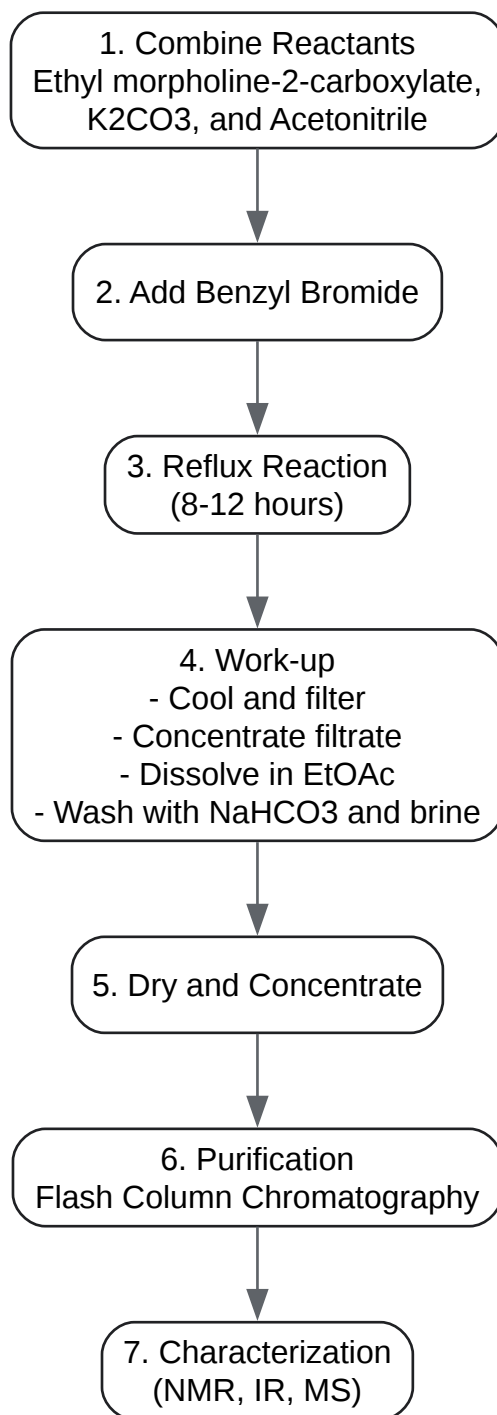 1. Combine Reactants
Ethyl morpholine-2-carboxylate,
K2CO3, and Acetonitrile
2. Add Benzyl Bromide
3. Reflux Reaction
(8-12 hours)
4. Work-up
- Cool and filter
- Concentrate filtrate
- Dissolve in EtOAc
- Wash with NaHCO3 and brine
5. Dry and Concentrate
6. Purification
Flash Column Chromatography
7. Characterization
(NMR, IR, MS)